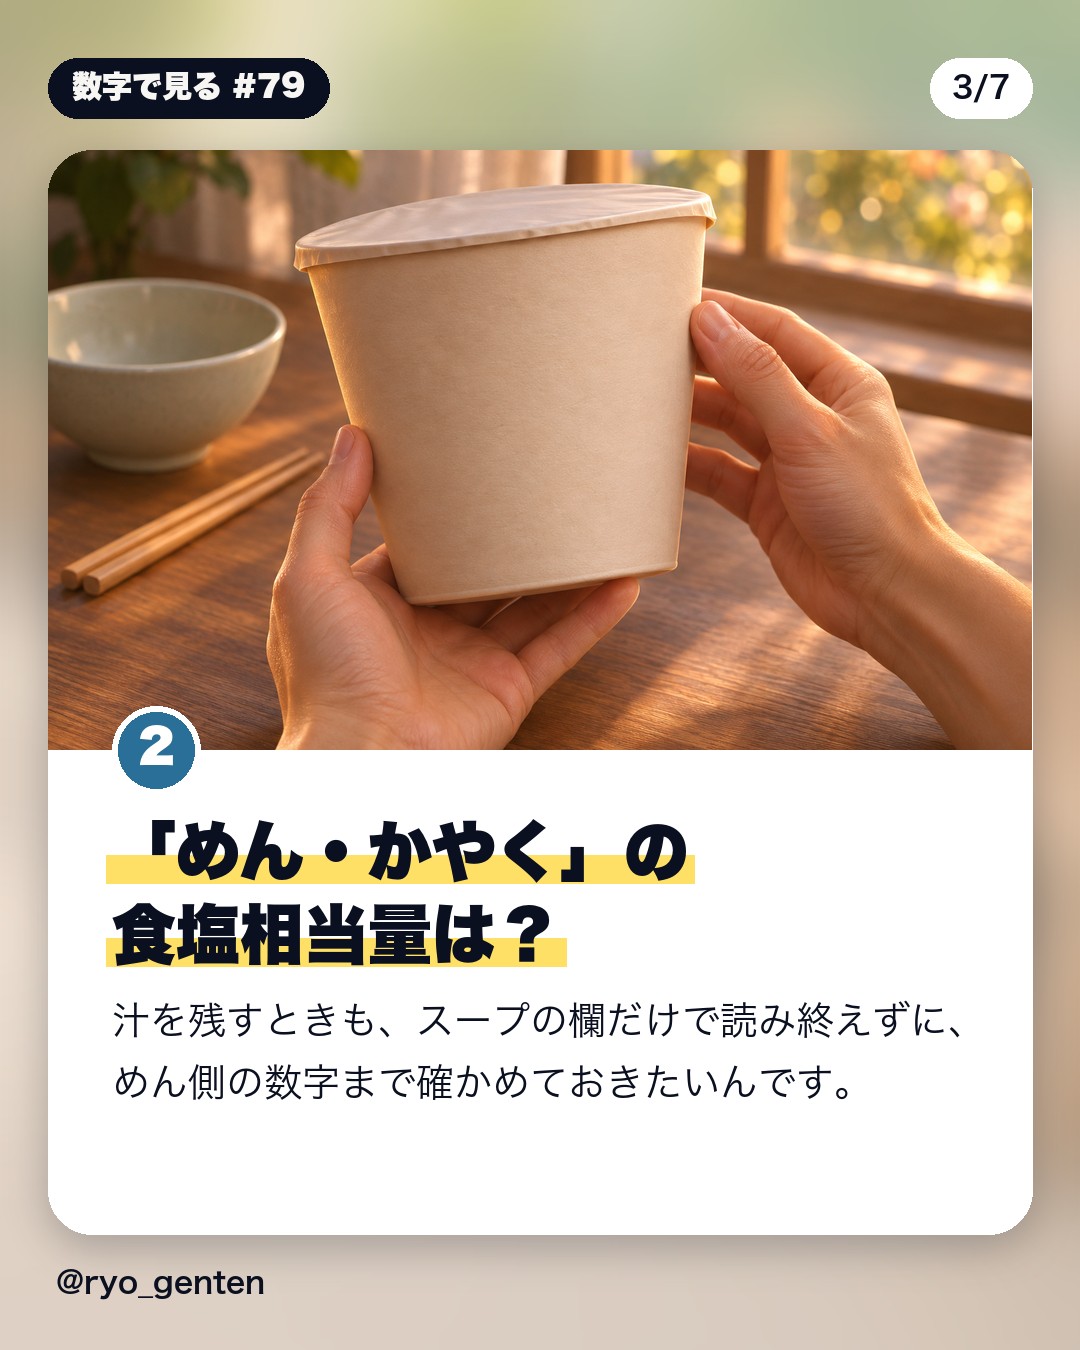 数字で見る #79
3/7
2
「めん・かやく」の
食塩相当量は？
汁を残すときも、スープの欄だけで読み終えずに、
めん側の数字まで確かめておきたいんです。
@ryo_genten